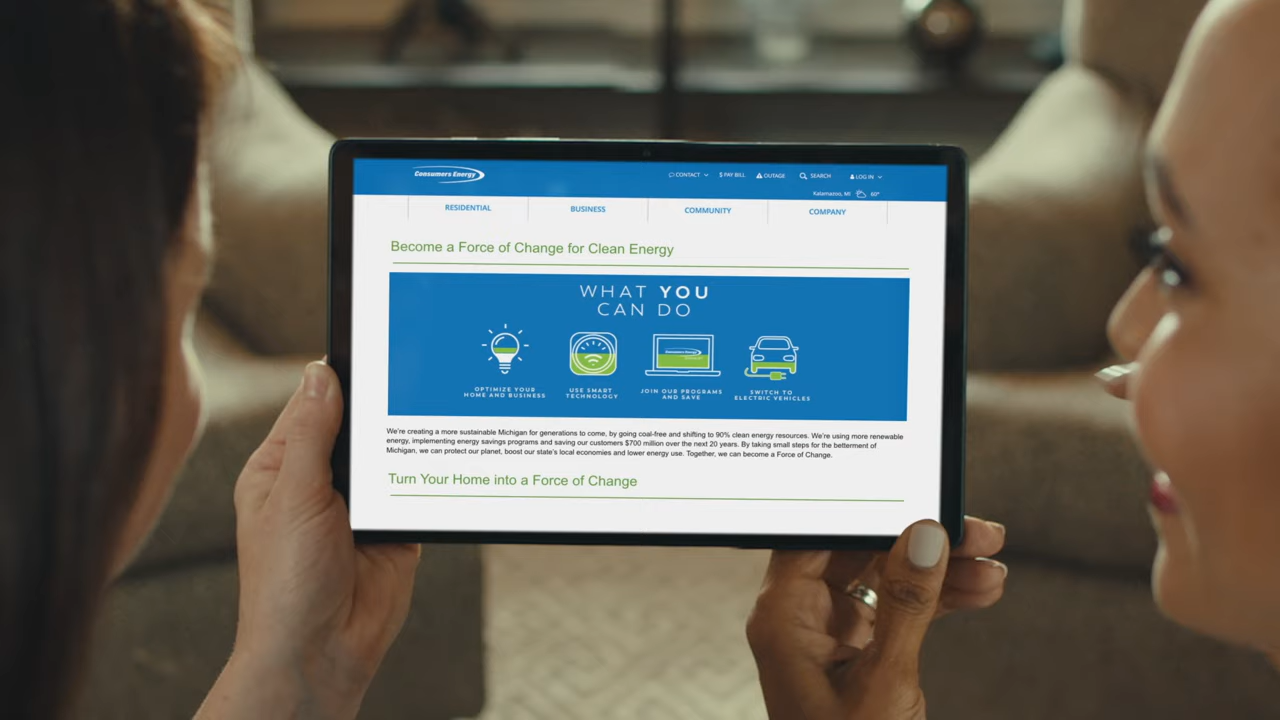 Consumers Energy
CONTACT $ PAY BILL OUTAGE SEARCH LOG IN
Kalamazoo, MI 60°
RESIDENTIAL BUSINESS COMMUNITY COMPANY
Become a Force of Change for Clean Energy
WHAT YOU
CAN DO
Consumers Energy
OPTIMIZE YOUR
HOME AND BUSINESS
USE SMART
TECHNOLOGY
JOIN OUR PROGRAMS
AND SAVE
SWITCH TO
ELECTRIC VEHICLES
We're creating a more sustainable Michigan for generations to come, by going coal-free and shifting to 90% clean energy resources. We're using more renewable
energy, implementing energy savings programs and saving our customers $700 million over the next 20 years. By taking small steps for the betterment of
Michigan, we can protect our planet, boost our state's local economies and lower energy use. Together, we can become a Force of Change.
Turn Your Home into a Force of Change